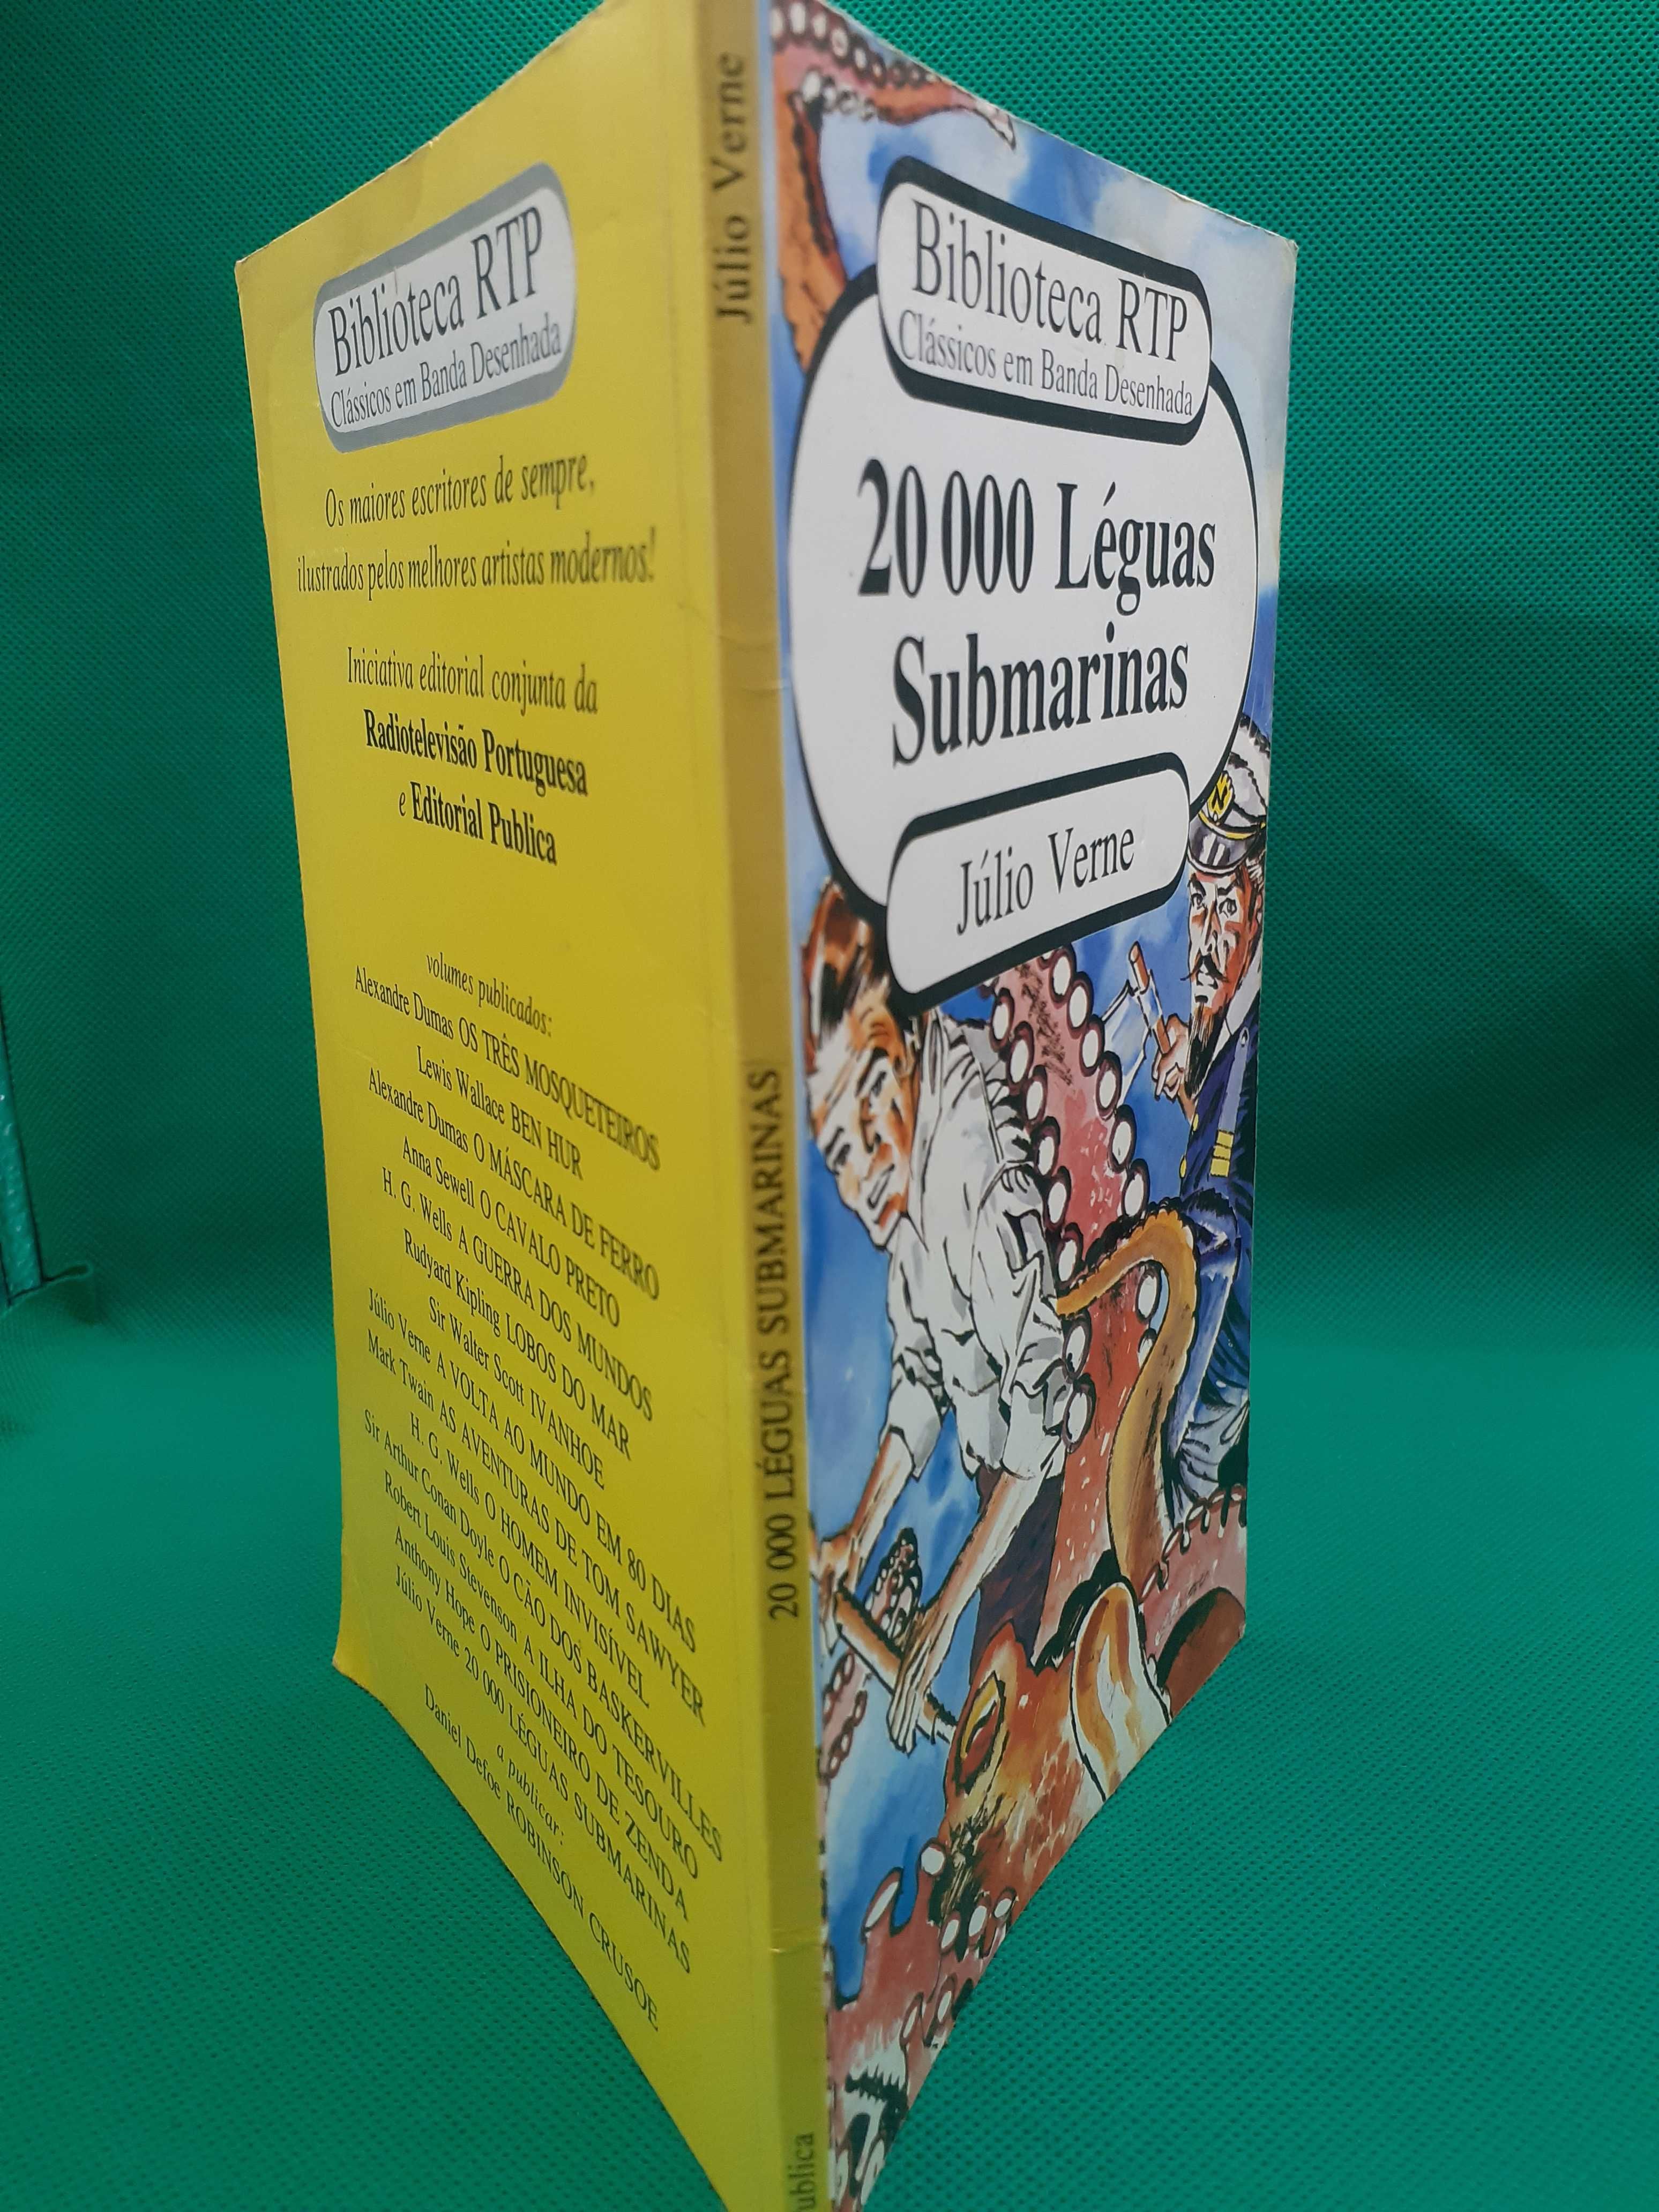 Biblioteca RTP
Clássicos em Banda Desenhada
Os maiores escritores de sempre,
ilustrados pelos melhores artistas modernos!
Iniciativa editorial conjunta da
Radiotelevisão Portuguesa
e Editorial Publica
volumes publicados:
Alexandre Dumas OS TRÊS MOSQUETEIROS
Lewis Wallace BEN HUR
Alexandre Dumas O MÁSCARA DE FERRO
Anna Sewell O CAVALO PRETO
H. G. Wells A GUERRA DOS MUNDOS
Rudyard Kipling LOBOS DO MAR
Sir Walter Scott IVANHOE
Júlio Verne A VOLTA AO MUNDO EM 80 DIAS
Mark Twain AS AVENTURAS DE TOM SAWYER
H. G. Wells O HOMEM INVISÍVEL
Sir Arthur Conan Doyle O CÃO DOS BASKERVILLES
Robert Louis Stevenson A ILHA DO TESOURO
Anthony Hope O PRISIONEIRO DE ZENDA
Júlio Verne 20 000 LÉGUAS SUBMARINAS
a publicar:
Daniel Defoe ROBINSON CRUSOE
Júlio Verne
20 000 LÉGUAS SUBMARINAS
ublica
Biblioteca RTP
Clássicos em Banda Desenhada
20 000 Léguas
Submarinas
Júlio Verne
N